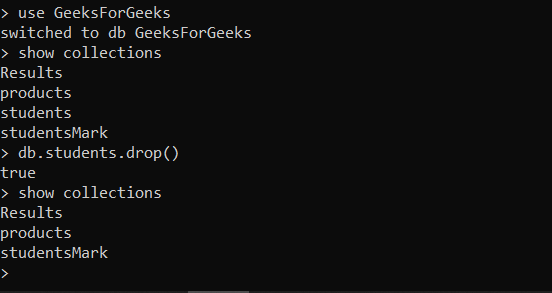 > use GeeksForGeeks
switched to db GeeksForGeeks
> show collections
Results
products
students
studentsMark
> db.students.drop()
true
> show collections
Results
products
studentsMark
>